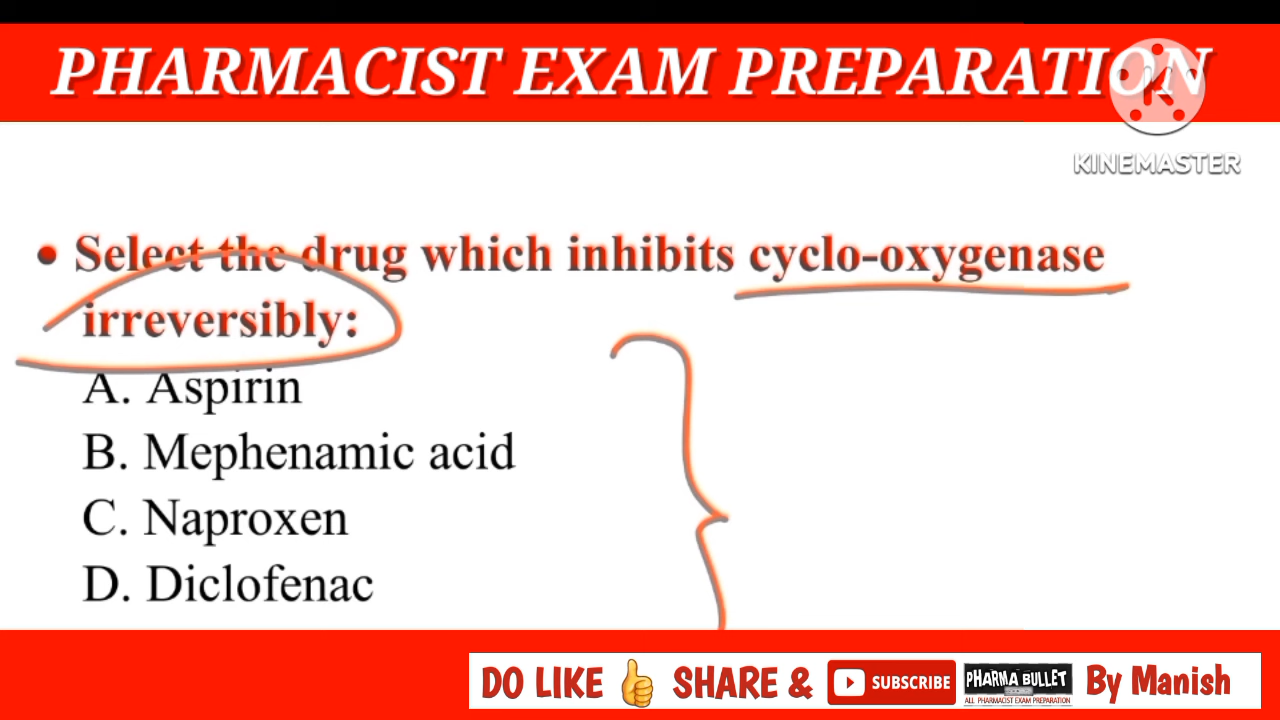 PHARMACIST EXAM PREPARATION
KINEMASTER
• Select the drug which inhibits cyclo-oxygenase
irreversibly:
A. Aspirin
B. Mephenamic acid
C. Naproxen
D. Diclofenac
DO LIKE 👍 SHARE & SUBSCRIBE PHARMA BULLET By Manish
ALL PHARMACIST EXAM PREPARATION